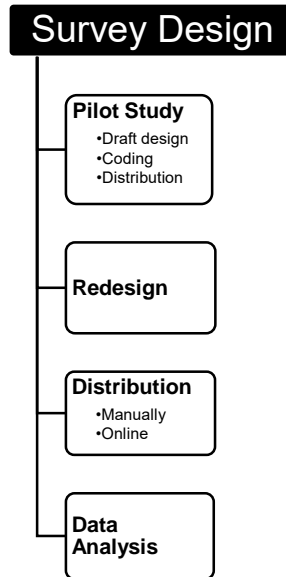 Survey Design
Pilot Study
•Draft design
•Coding
•Distribution
Redesign
Distribution
•Manually
•Online
Data
Analysis